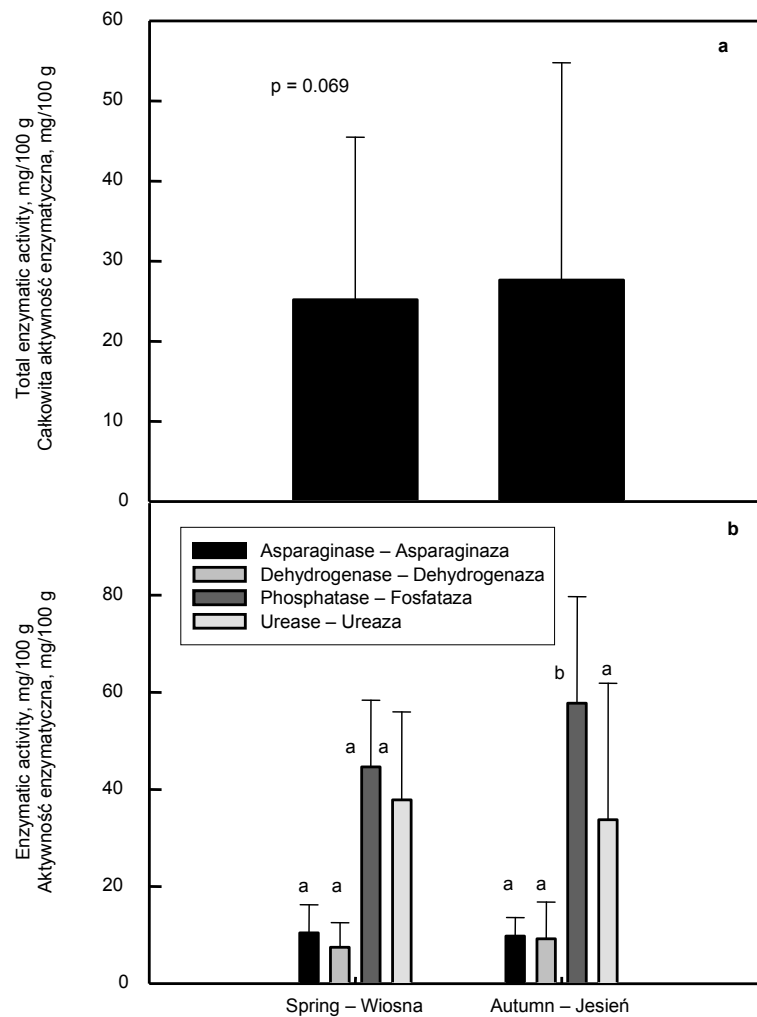 Total enzymatic activity, mg/100 g
Całkowita aktywność enzymatyczna, mg/100 g
60
50
40
30
20
10
0
a
p = 0.069
Enzymatic activity, mg/100 g
Aktywność enzymatyczna, mg/100 g
80
60
40
20
0
b
Asparaginase – Asparaginaza
Dehydrogenase – Dehydrogenaza
Phosphatase – Fosfataza
Urease – Ureaza
a a a a
a a b a
Spring – Wiosna
Autumn – Jesień